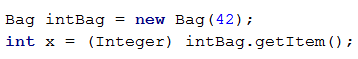 Bag intBag = new Bag(42);
int x = (Integer) intBag.getItem();